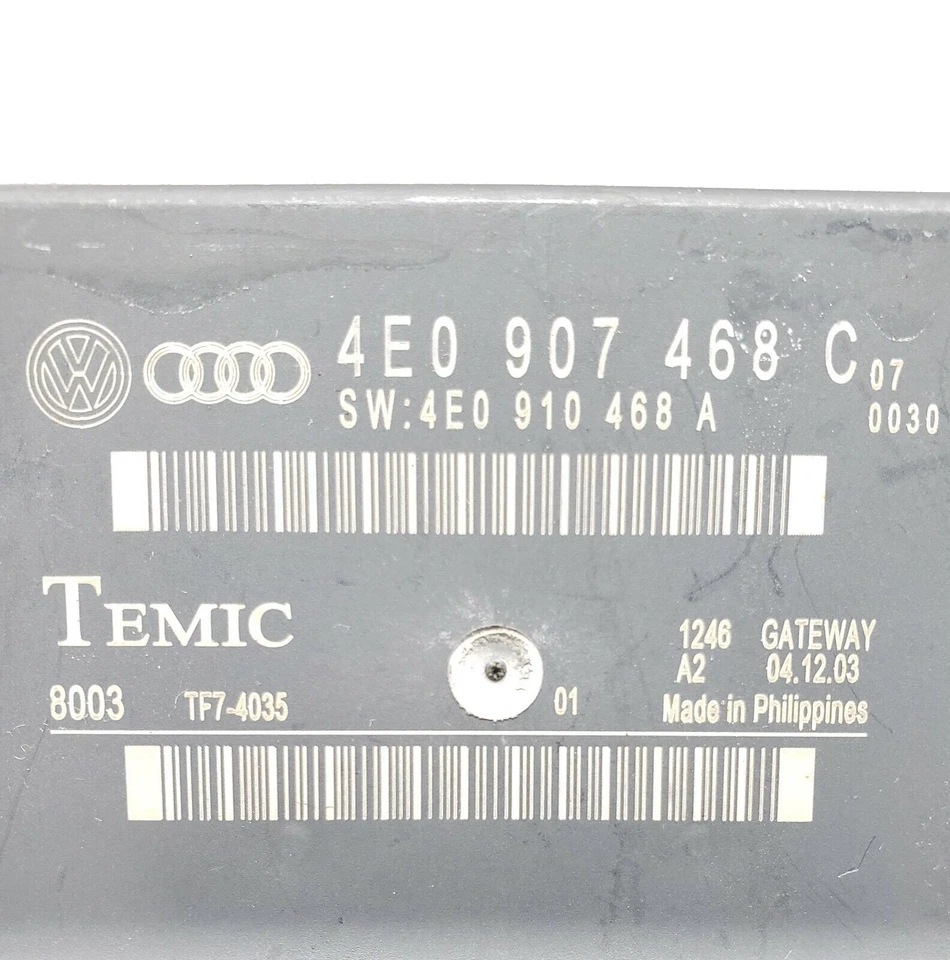 VW 4E0 907 468 C 07
SW:4E0 910 468 A 0030
TEMIC
1246 GATEWAY
A2 04.12.03
8003 TF7-4035 01 Made in Philippines